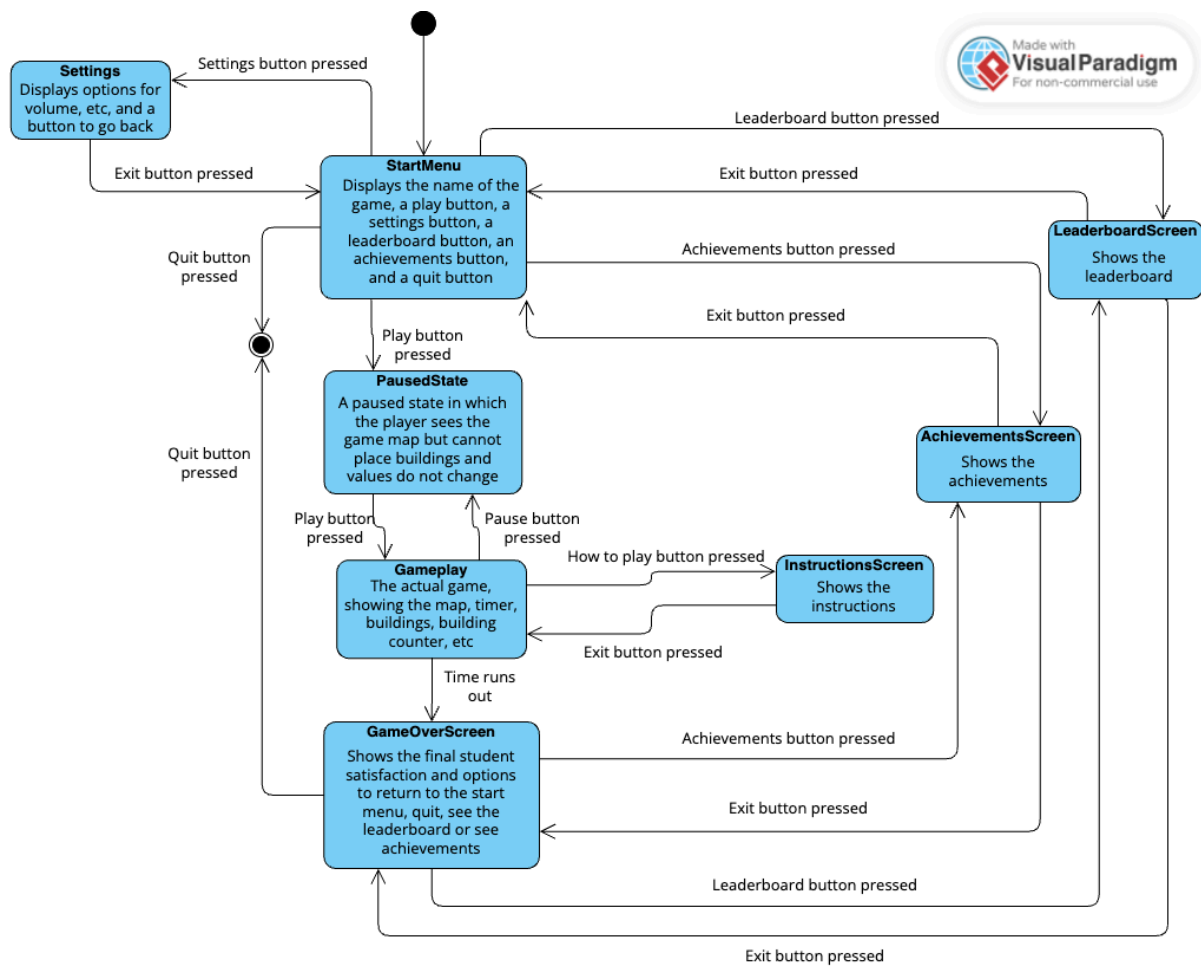 Made with
VisualParadigm
For non-commercial use
Settings
Displays options for
volume, etc, and a
button to go back
Settings button pressed
Leaderboard button pressed
Exit button pressed
StartMenu
Displays the name of the
game, a play button, a
settings button, a
leaderboard button, an
achievements button,
and a quit button
Exit button pressed
LeaderboardScreen
Shows the
leaderboard
Quit button
pressed
Achievements button pressed
Exit button pressed
Play button
pressed
PausedState
A paused state in which
the player sees the
game map but cannot
place buildings and
values do not change
AchievementsScreen
Shows the
achievements
Quit button
pressed
Play button
pressed
Pause button
pressed
How to play button pressed
Gameplay
The actual game,
showing the map, timer,
buildings, building
counter, etc
InstructionsScreen
Shows the
instructions
Exit button pressed
Time runs
out
GameOverScreen
Shows the final student
satisfaction and options
to return to the start
menu, quit, see the
leaderboard or see
achievements
Achievements button pressed
Exit button pressed
Leaderboard button pressed
Exit button pressed